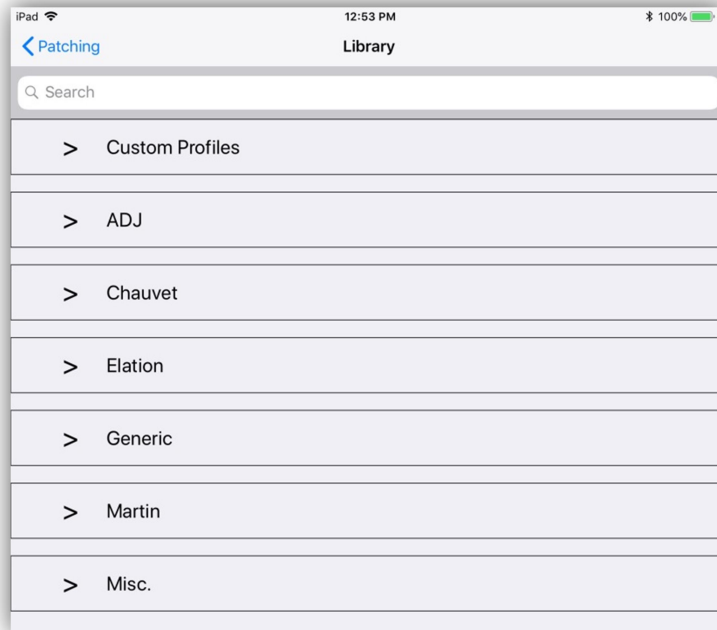 iPad 12:53 PM 100%
Patching Library
Search
> Custom Profiles
> ADJ
> Chauvet
> Elation
> Generic
> Martin
> Misc.